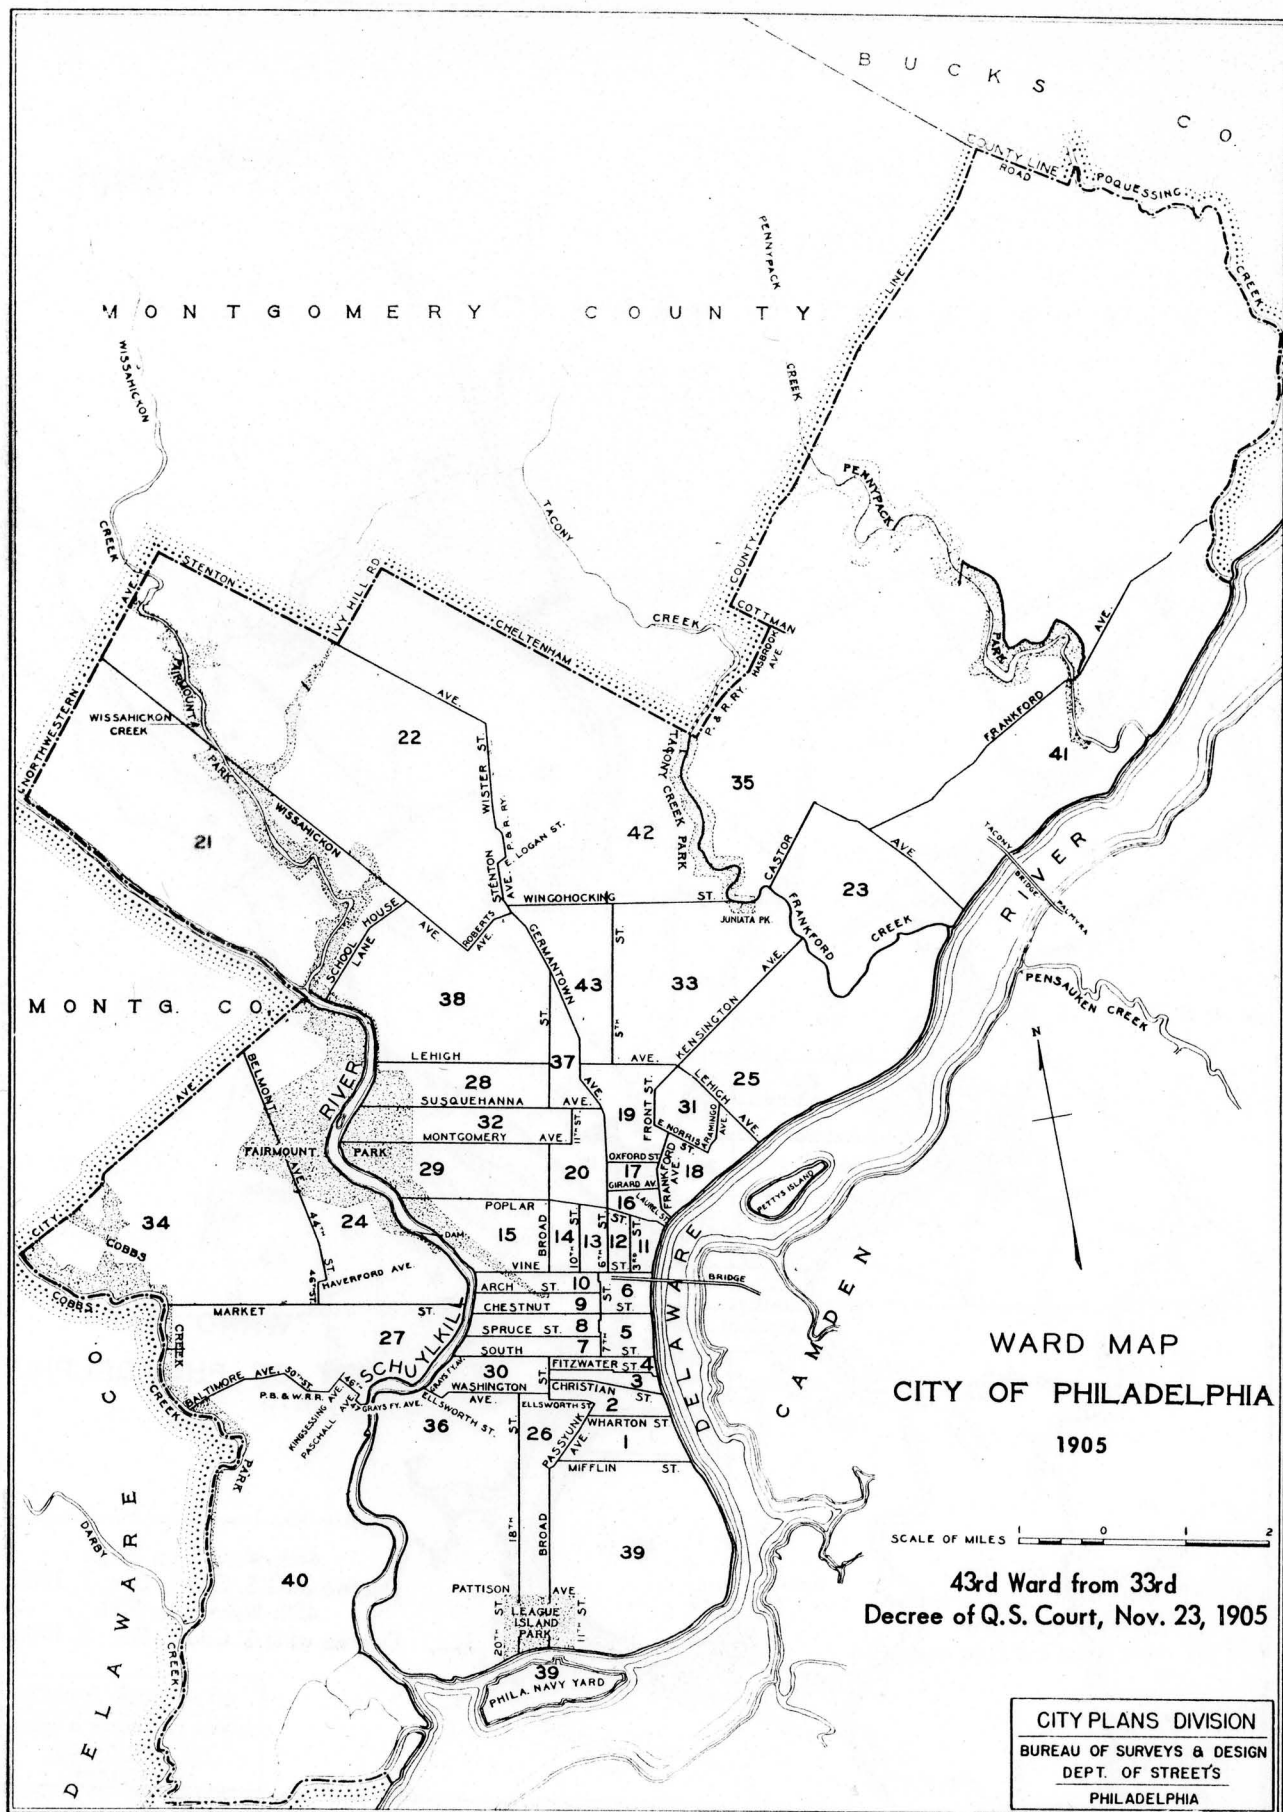 BUCKS CO.
COUNTY LINE
ROAD
POQUESSING
CREEK
PENNYPACK
CREEK
MONTGOMERY COUNTY
LINE
COUNTY
WISSAHICKON
CREEK
TACONY
CREEK
PENNYPACK
PARK
STENTON
AVE.
IVY HILL RD
CHELTENHAM
COTTMAN
HASBROOK
AVE
P. & R. RY.
NORTHWESTERN
AVE
FAIRMOUNT
PARK
WISSAHICKON
CREEK
22
WISTER ST.
TACONY CREEK PARK
35
FRANKFORD
AVE.
41
21
WISSAHICKON
AVE.
42
P. & R. RY.
LOGAN ST.
STENTON
AVE.
CASTOR
AVE
23
TACONY
BRIDGE
PALMYRA
RIVER
WINGOHOCKING
ST.
JUNIATA PK.
FRANKFORD
CREEK
SCHOOL HOUSE
LANE
ROBERTS
AVE.
GERMANTOWN
AVE.
ST.
5TH
43
33
KENSINGTON
AVE.
38
ST.
PENSAUKEN CREEK
MONTG. CO.
N
CITY
AVE
BELMONT
AVE
RIVER
LEHIGH
AVE.
37
28
SUSQUEHANNA
AVE.
32
11TH ST.
MONTGOMERY
AVE.
19
FRONT ST.
31
LEHIGH
AVE
25
ARAMINGO
AVE.
E. NORRIS
ST.
FAIRMOUNT
PARK
29
20
OXFORD ST
17
GIRARD AV.
FRANKFORD
AVE.
18
16
LAUREL ST
PETTYS ISLAND
34
24
44TH
ST.
POPLAR
ST.
15
BROAD
14
10TH ST.
13
6TH ST.
12
3RD ST.
11
DAM
COBBS
HAVERFORD AVE.
VINE
ST.
BRIDGE
COBBS
CREEK
MARKET
ST.
ARCH ST.
10
6
CHESTNUT
9
ST.
27
SCHUYLKILL
SPRUCE ST.
8
5
7TH
ST.
SOUTH
7
BALTIMORE AVE.
50TH ST.
P.B. & W.R.R.
46TH
KINGSESSING AVE
PASCHALL AVE
47
GRAYS FY. AVE.
30
FITZWATER ST.
4
3
WASHINGTON
AVE.
CHRISTIAN
ST.
ELLSWORTH ST.
36
ST.
26
ELLSWORTH ST
2
PASSYUNK
AVE.
WHARTON ST
1
MIFFLIN
ST.
DELAWARE
CAMDEN
CREEK
PARK
DELAWARE CO.
DARBY
CREEK
40
18TH
BROAD
39
PATTISON
AVE
20TH ST.
LEAGUE
ISLAND
PARK
11TH ST.
39
PHILA. NAVY YARD
WARD MAP
CITY OF PHILADELPHIA
1905
SCALE OF MILES
1 0 1 2
43rd Ward from 33rd
Decree of Q.S. Court, Nov. 23, 1905
CITY PLANS DIVISION
BUREAU OF SURVEYS & DESIGN
DEPT. OF STREETS
PHILADELPHIA